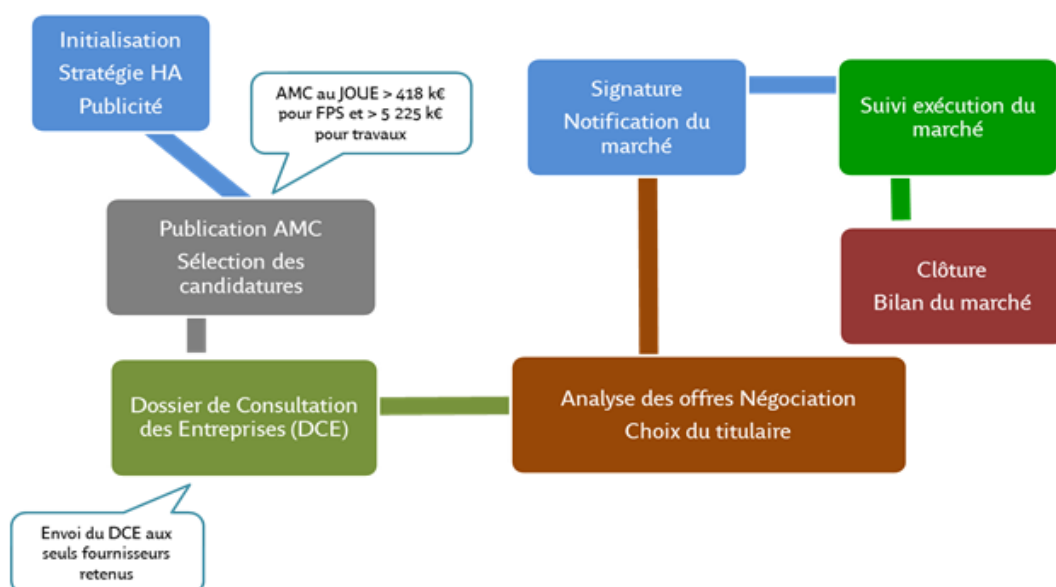 Initialisation
Stratégie HA
Publicité
AMC au JOUE > 418 k€
pour FPS et > 5 225 k€
pour travaux
Publication AMC
Sélection des
candidatures
Dossier de Consultation
des Entreprises (DCE)
Envoi du DCE aux
seuls fournisseurs
retenus
Analyse des offres Négociation
Choix du titulaire
Signature
Notification du
marché
Suivi exécution du
marché
Clôture
Bilan du marché